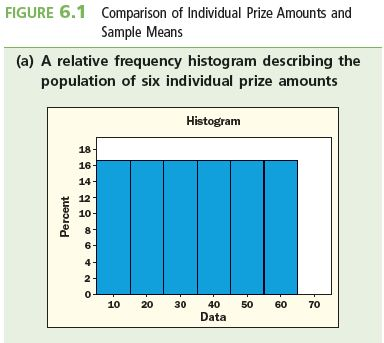 FIGURE 6.1 Comparison of Individual Prize Amounts and
Sample Means
(a) A relative frequency histogram describing the
population of six individual prize amounts
Histogram
18
16
14
12
10
8
6
4
2
0
Percent
10 20 30 40 50 60 70
Data